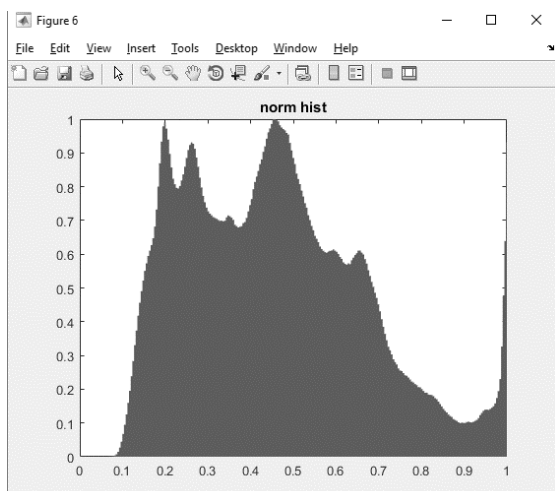 Figure 6
File Edit View Insert Tools Desktop Window Help
norm hist
1
0.9
0.8
0.7
0.6
0.5
0.4
0.3
0.2
0.1
0
0 0.1 0.2 0.3 0.4 0.5 0.6 0.7 0.8 0.9 1